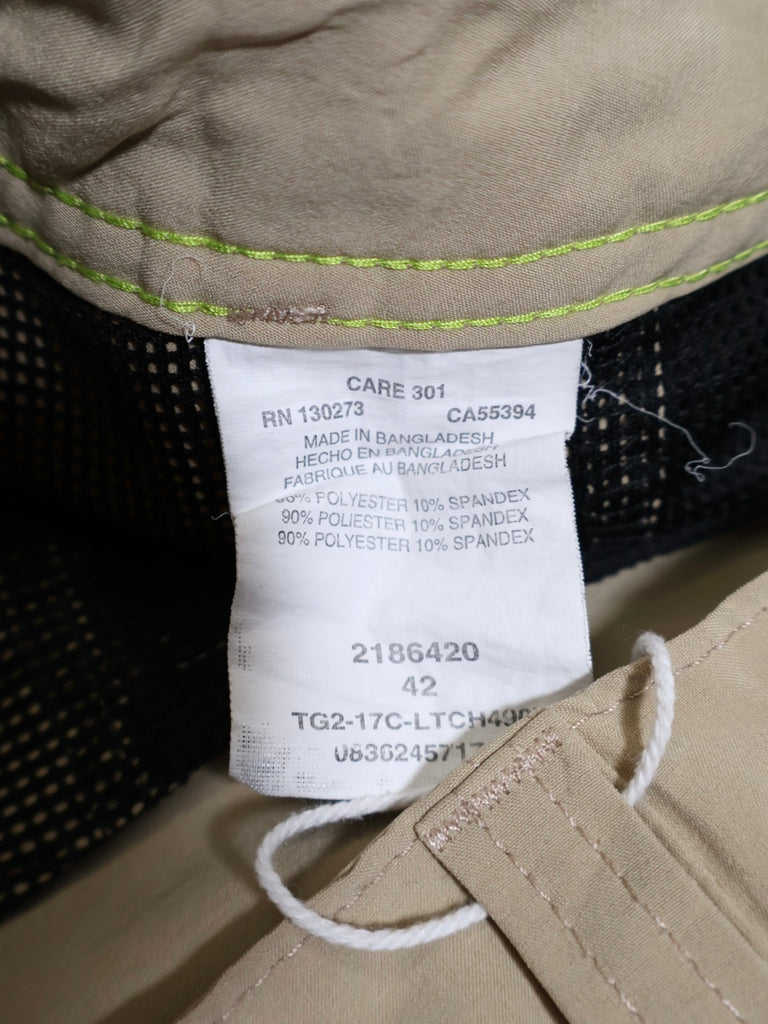 CARE 301
RN 130273 CA55394
MADE IN BANGLADESH
HECHO EN BANGLADESH
FABRIQUE AU BANGLADESH
POLYESTER 10% SPANDEX
90% POLIESTER 10% SPANDEX
90% POLYESTER 10% SPANDEX
2186420
42